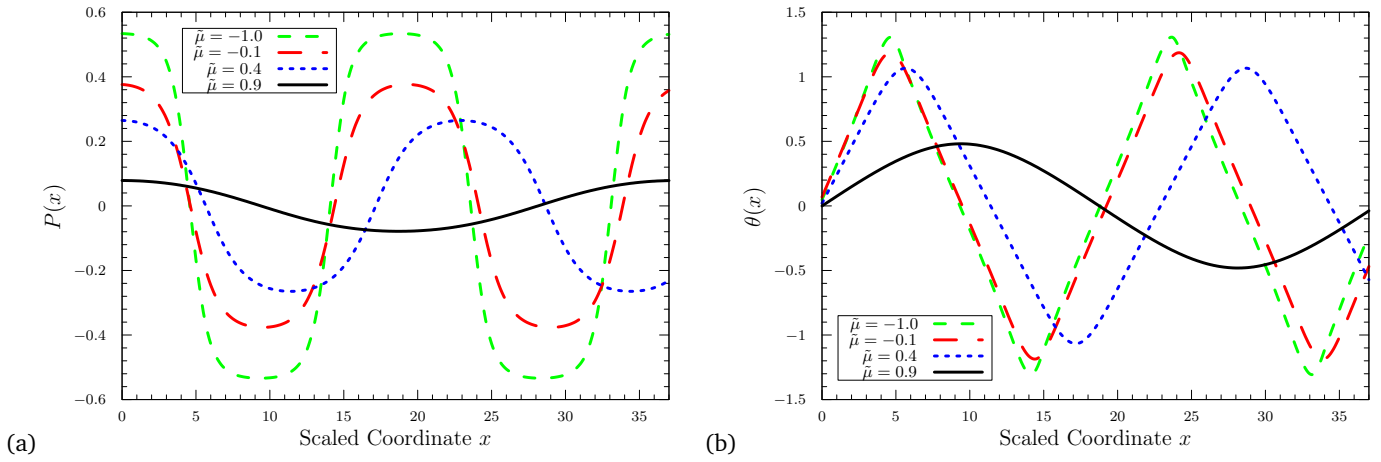 0.6
0.4
0.2
0
−0.2
−0.4
−0.6
P(x)
μ̃ = −1.0
μ̃ = −0.1
μ̃ = 0.4
μ̃ = 0.9
0 5 10 15 20 25 30 35
Scaled Coordinate x
(a)
1.5
1
0.5
0
−0.5
−1
−1.5
θ(x)
μ̃ = −1.0
μ̃ = −0.1
μ̃ = 0.4
μ̃ = 0.9
0 5 10 15 20 25 30 35
Scaled Coordinate x
(b)